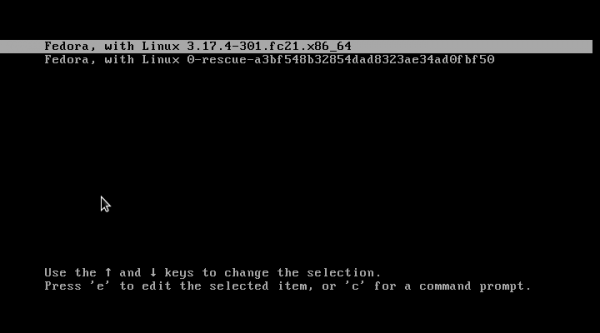 Fedora, with Linux 3.17.4-301.fc21.x86_64
Fedora, with Linux 0-rescue-a3bf548b32854dad8323ae34ad0fbf50
Use the ↑ and ↓ keys to change the selection.
Press 'e' to edit the selected item, or 'c' for a command prompt.